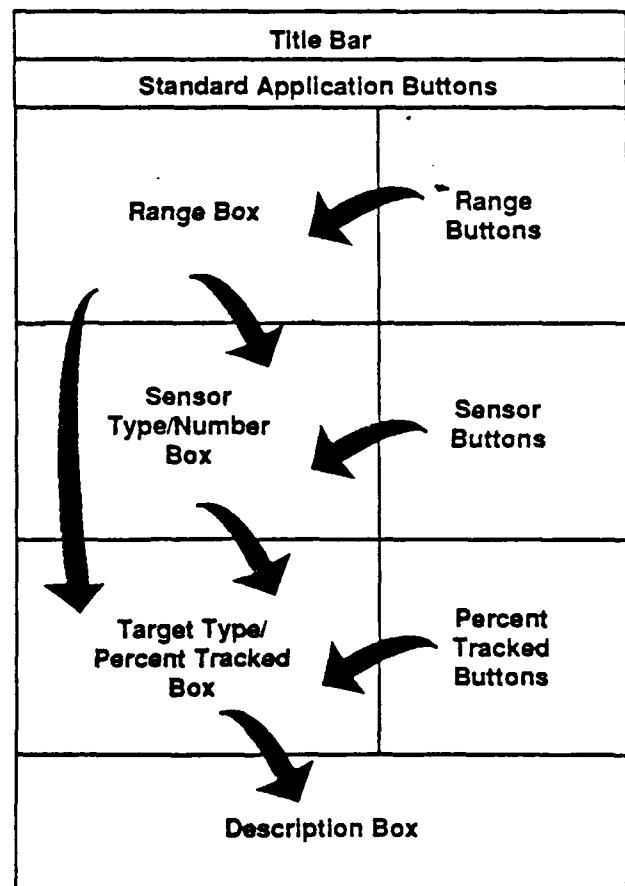 Title Bar
Standard Application Buttons
Range Box
Range
Buttons
Sensor
Type/Number
Box
Sensor
Buttons
Target Type/
Percent Tracked
Box
Percent
Tracked
Buttons
Description Box